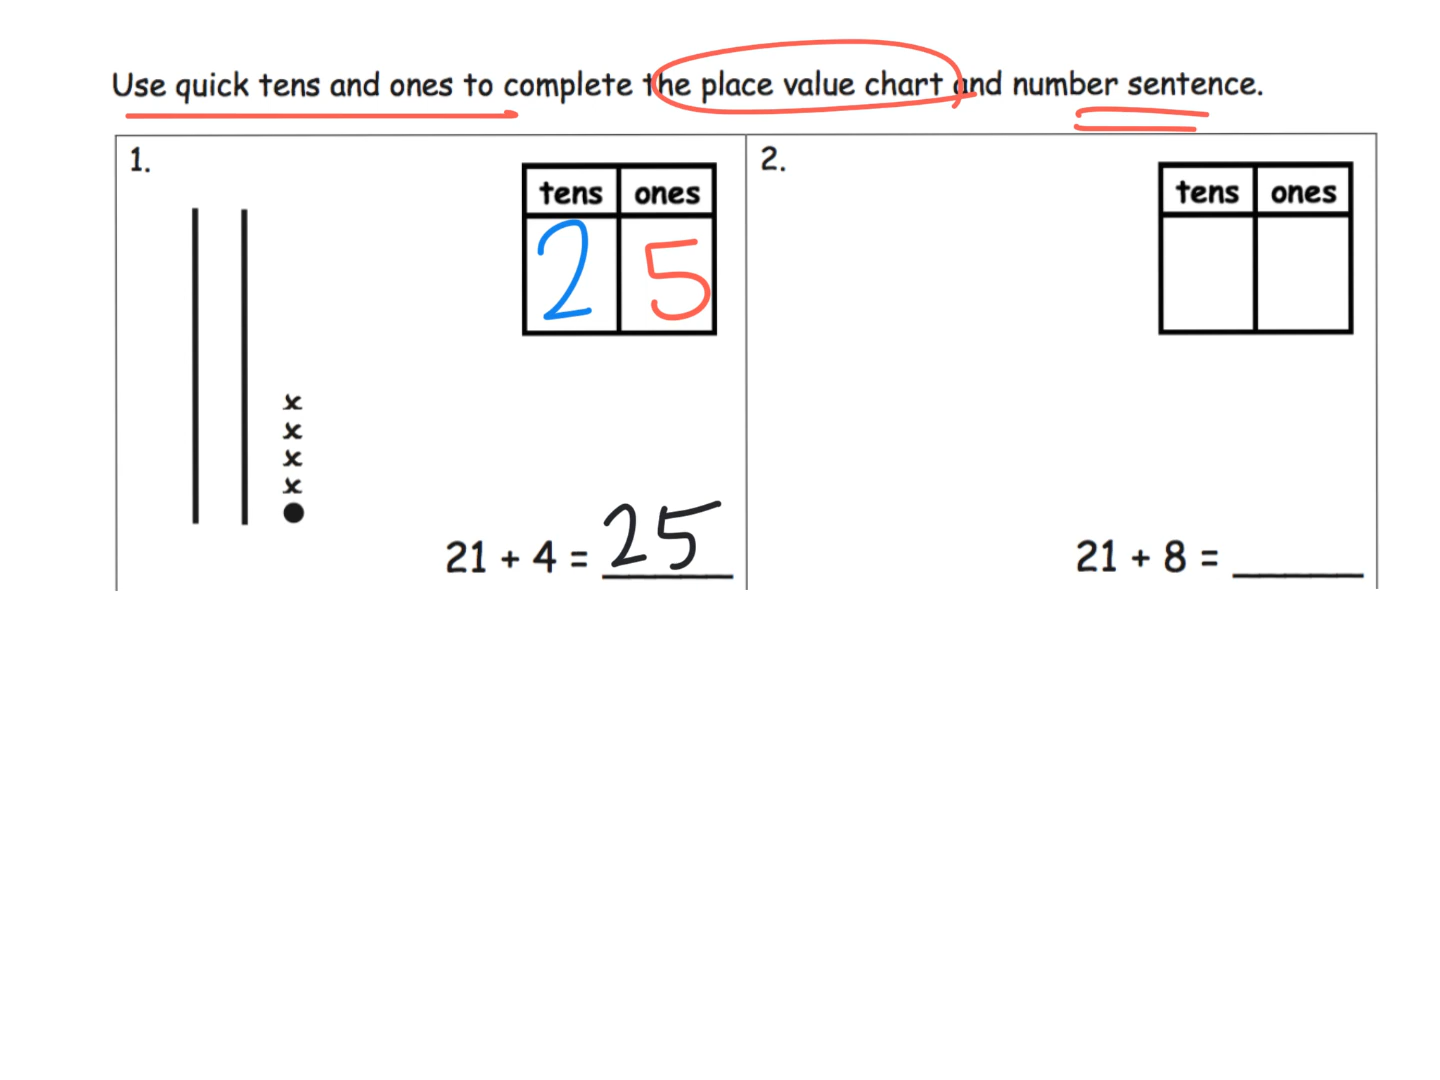 Use quick tens and ones to complete the place value chart and number sentence.
1.
tens ones
2 5
x
x
x
x
21 + 4 = 25
2.
tens ones
21 + 8 = ______